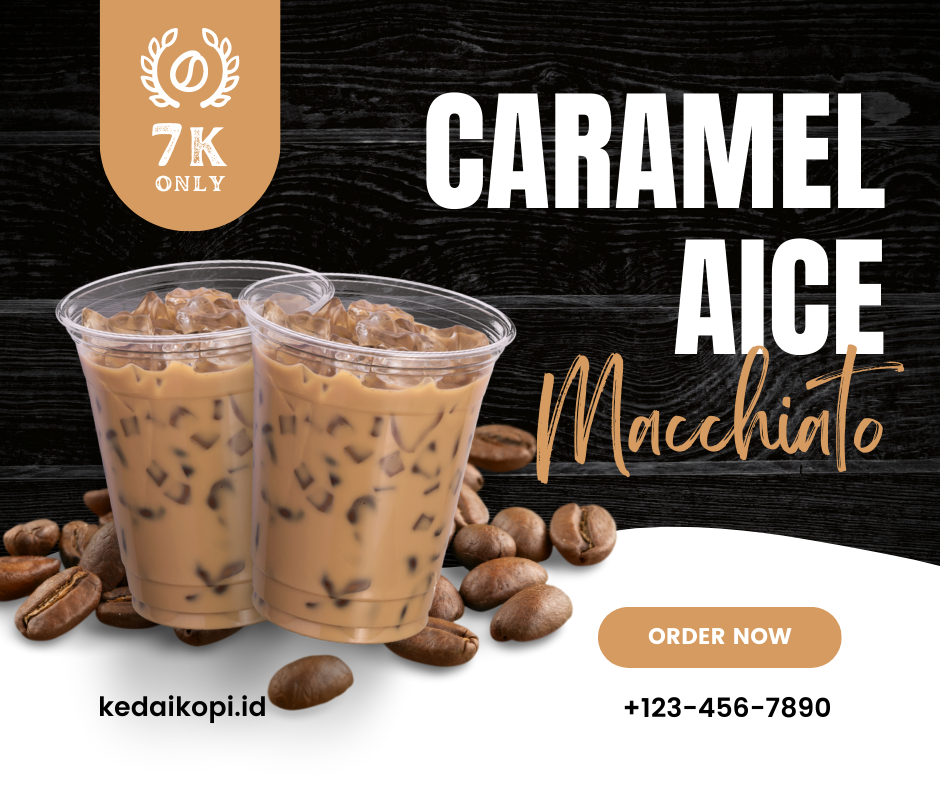 7K
ONLY
CARAMEL
AICE
Macchiato
ORDER NOW
kedaikopi.id
+123-456-7890